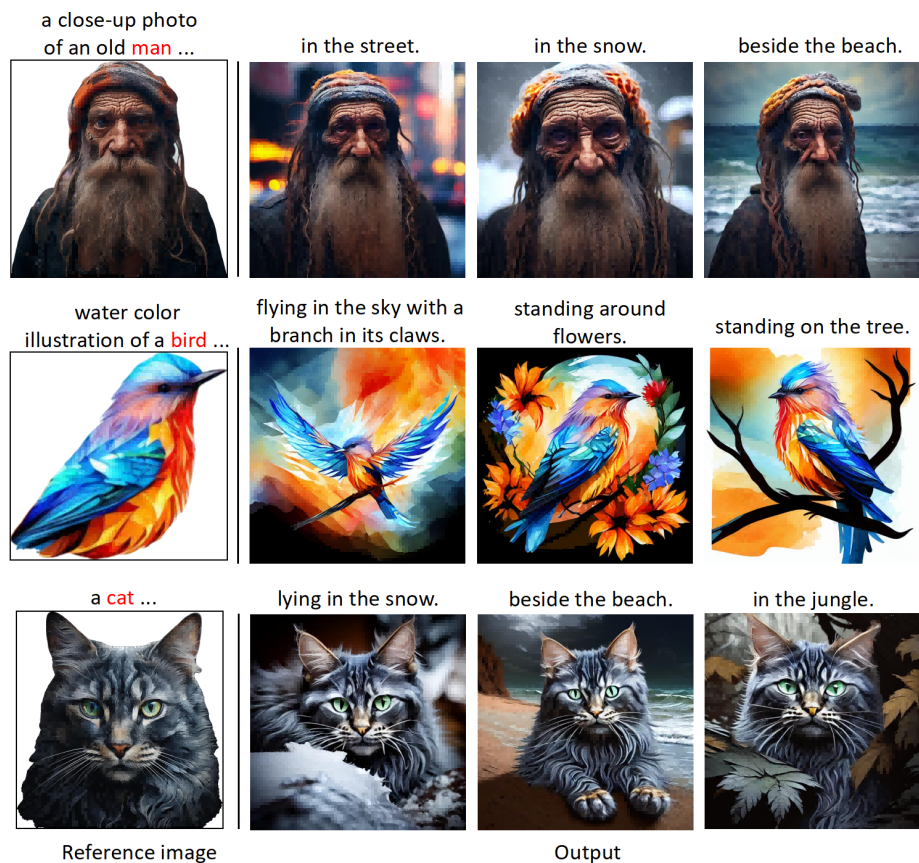 a close-up photo
of an old man ...
in the street.
in the snow.
beside the beach.
water color
illustration of a bird ...
flying in the sky with a
branch in its claws.
standing around
flowers.
standing on the tree.
a cat ...
lying in the snow.
beside the beach.
in the jungle.
Reference image
Output